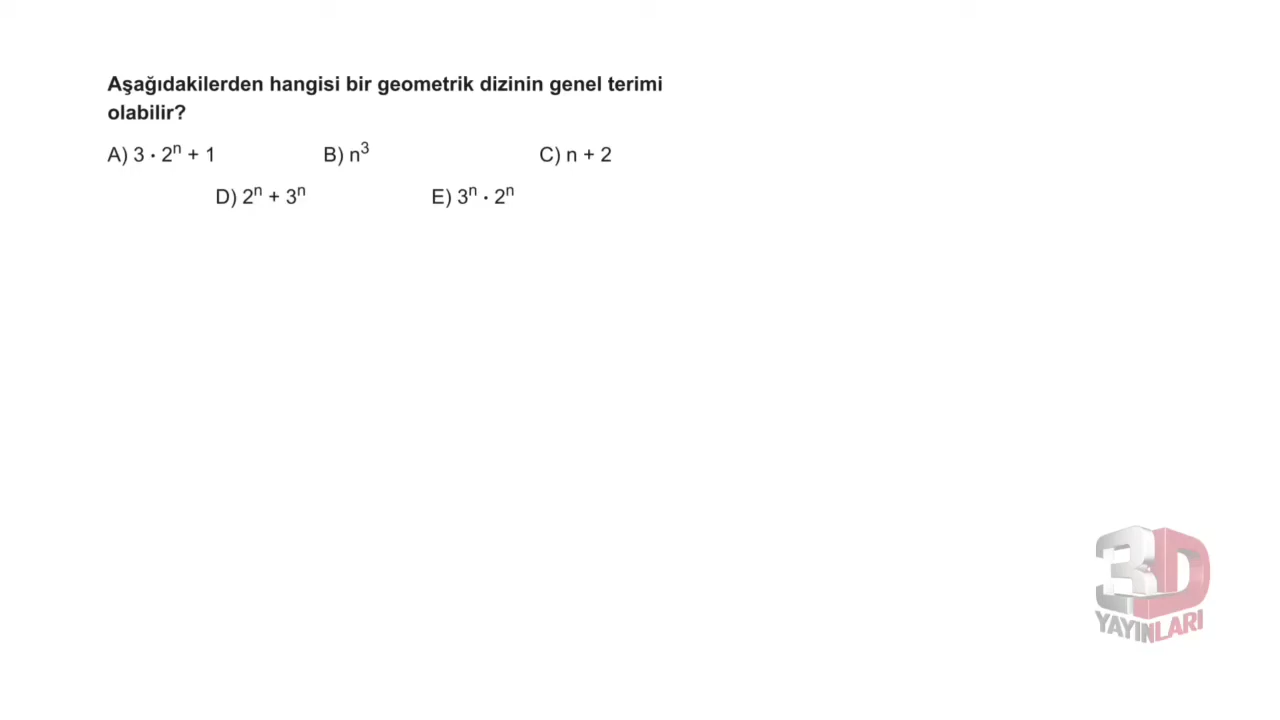 Aşağıdakilerden hangisi bir geometrik dizinin genel terimi
olabilir?
A) 3 · 2ⁿ + 1 B) n³ C) n + 2
D) 2ⁿ + 3ⁿ E) 3ⁿ · 2ⁿ
3D
YAYINLARI